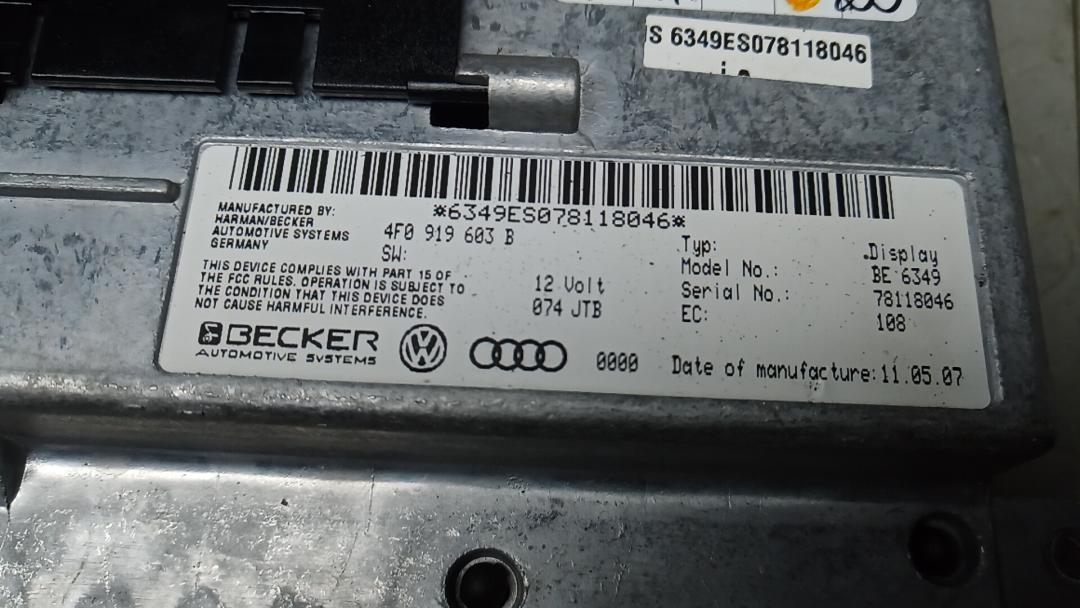 S 6349ES078118046
*6349ES078118046*
MANUFACTURED BY:
HARMAN/BECKER
AUTOMOTIVE SYSTEMS
GERMANY
4F0 919 603 B
SW:
THIS DEVICE COMPLIES WITH PART 15 OF
THE FCC RULES. OPERATION IS SUBJECT TO
THE CONDITION THAT THIS DEVICE DOES
NOT CAUSE HARMFUL INTERFERENCE.
12 Volt
074 JTB
Typ: Display
Model No.: BE 6349
Serial No.: 78118046
EC: 108
BECKER
AUTOMOTIVE SYSTEMS
0000
Date of manufacture: 11.05.07